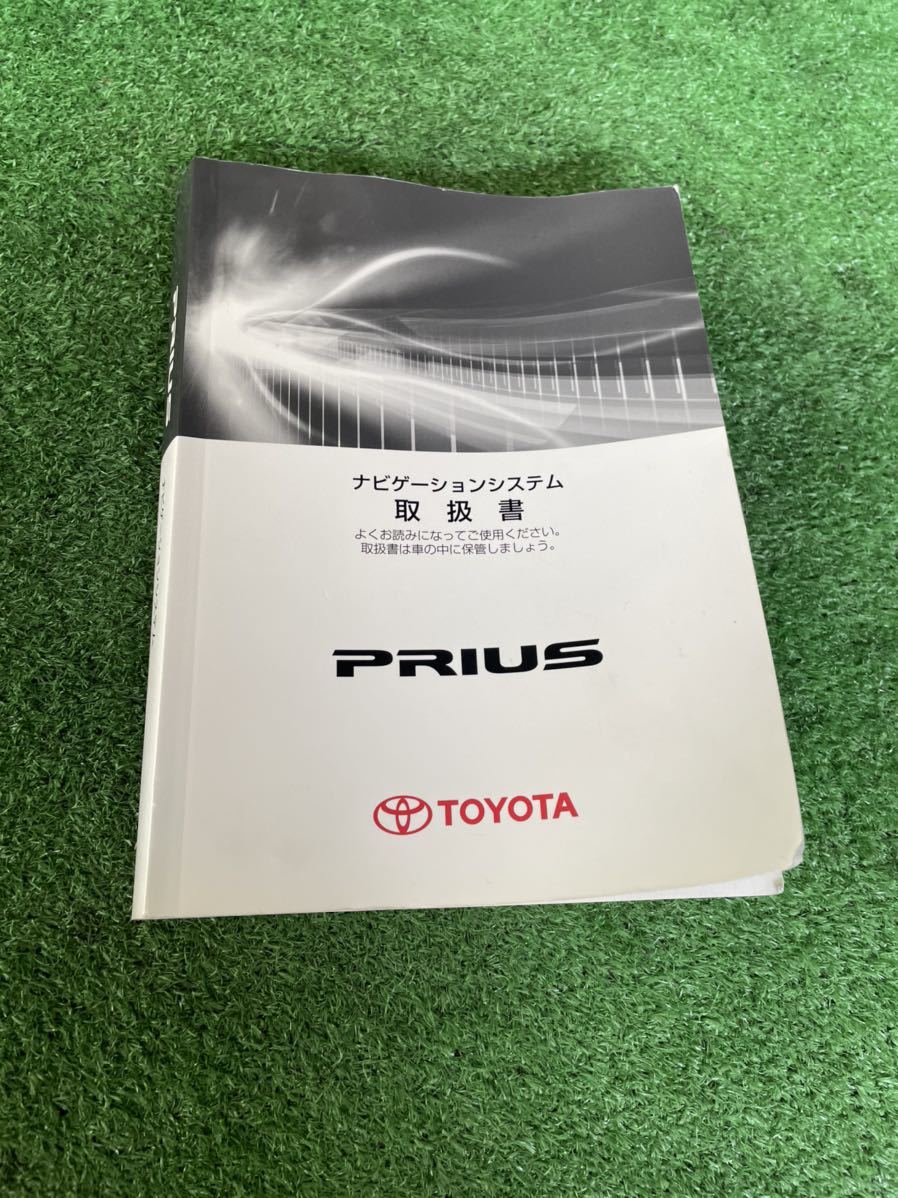 ナビゲーションシステム
取扱書
よくお読みになってご使用ください。
取扱書は車の中に保管しましょう。
PRIUS
TOYOTA
PRIUS